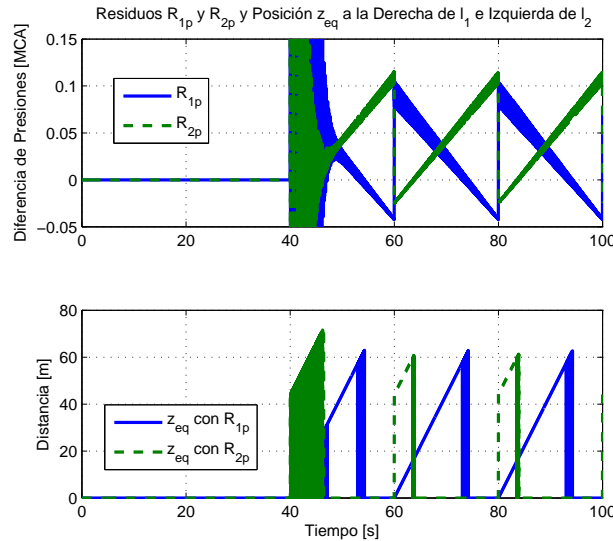 Residuos R1p y R2p y Posición zeq a la Derecha de l1 e Izquierda de l2
Diferencia de Presiones [MCA]
0.15
0.1
0.05
0
−0.05
R1p
R2p
0 20 40 60 80 100
Distancia [m]
80
60
40
20
0
zeq con R1p
zeq con R2p
0 20 40 60 80 100
Tiempo [s]